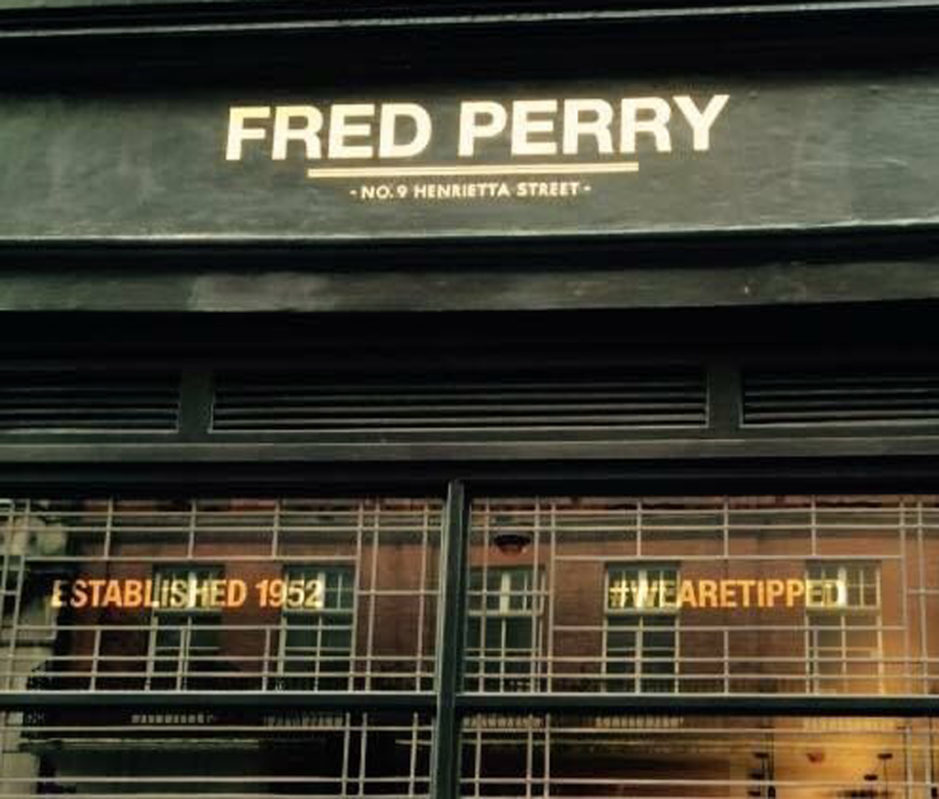 FRED PERRY
- NO. 9 HENRIETTA STREET -
ESTABLISHED 1952
#WEARETIPPED